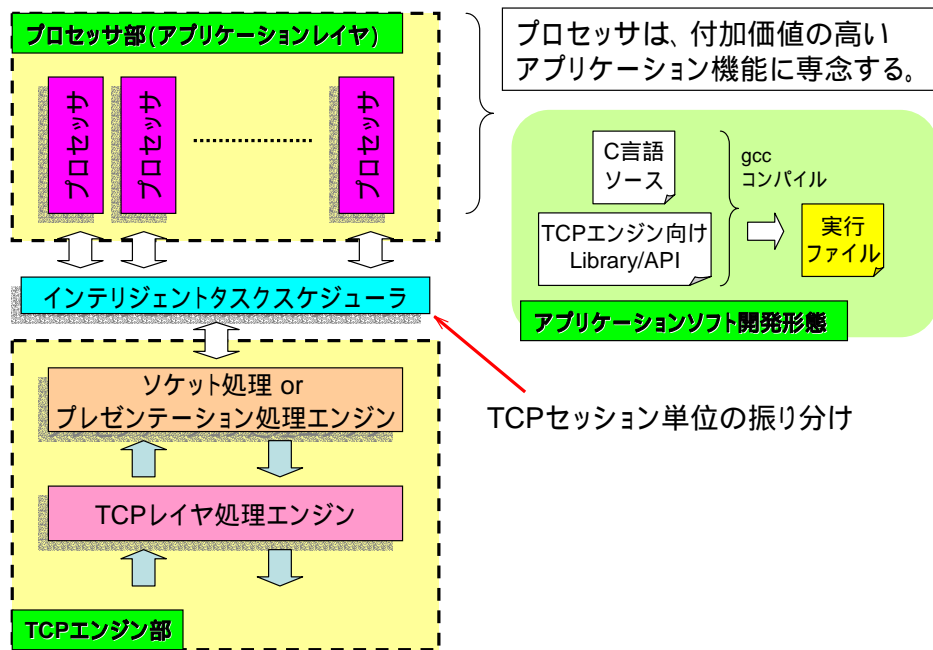 プロセッサ部(アプリケーションレイヤ)
プロセッサ
プロセッサ
プロセッサ
インテリジェントタスクスケジューラ
ソケット処理 or
プレゼンテーション処理エンジン
TCPレイヤ処理エンジン
TCPエンジン部
プロセッサは、付加価値の高い
アプリケーション機能に専念する。
C言語
ソース
TCPエンジン向け
Library/API
gcc
コンパイル
実行
ファイル
アプリケーションソフト開発形態
TCPセッション単位の振り分け